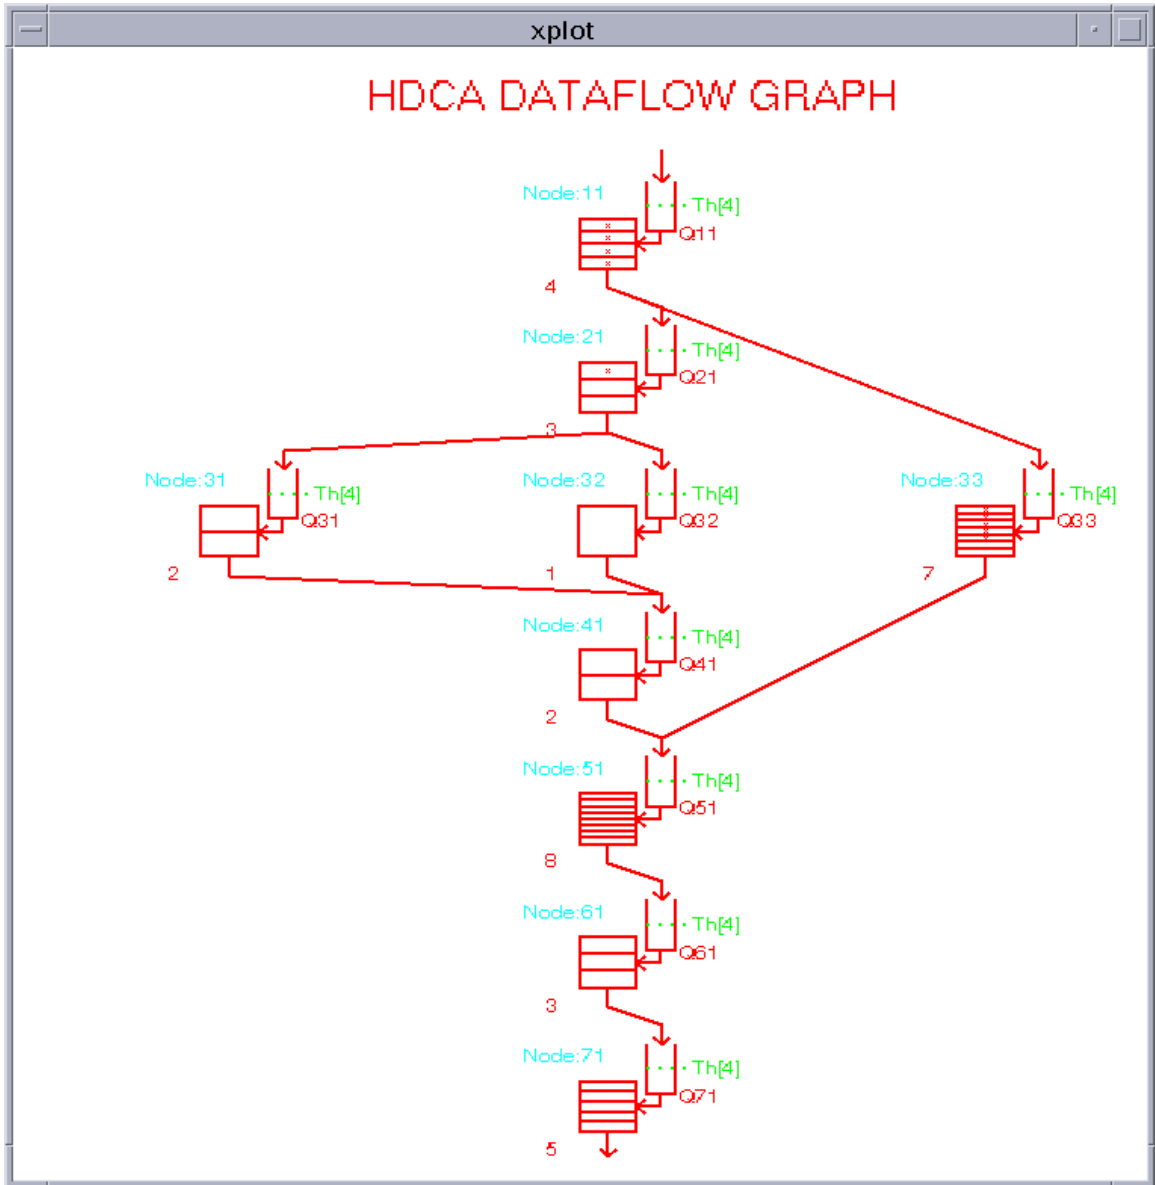 xplot
HDCA DATAFLOW GRAPH
Node:11
Th[4]
Q11
4
Node:21
Th[4]
Q21
3
Node:31
Th[4]
Q31
2
Node:32
Th[4]
Q32
1
Node:33
Th[4]
Q33
7
Node:41
Th[4]
Q41
2
Node:51
Th[4]
Q51
8
Node:61
Th[4]
Q61
3
Node:71
Th[4]
Q71
5